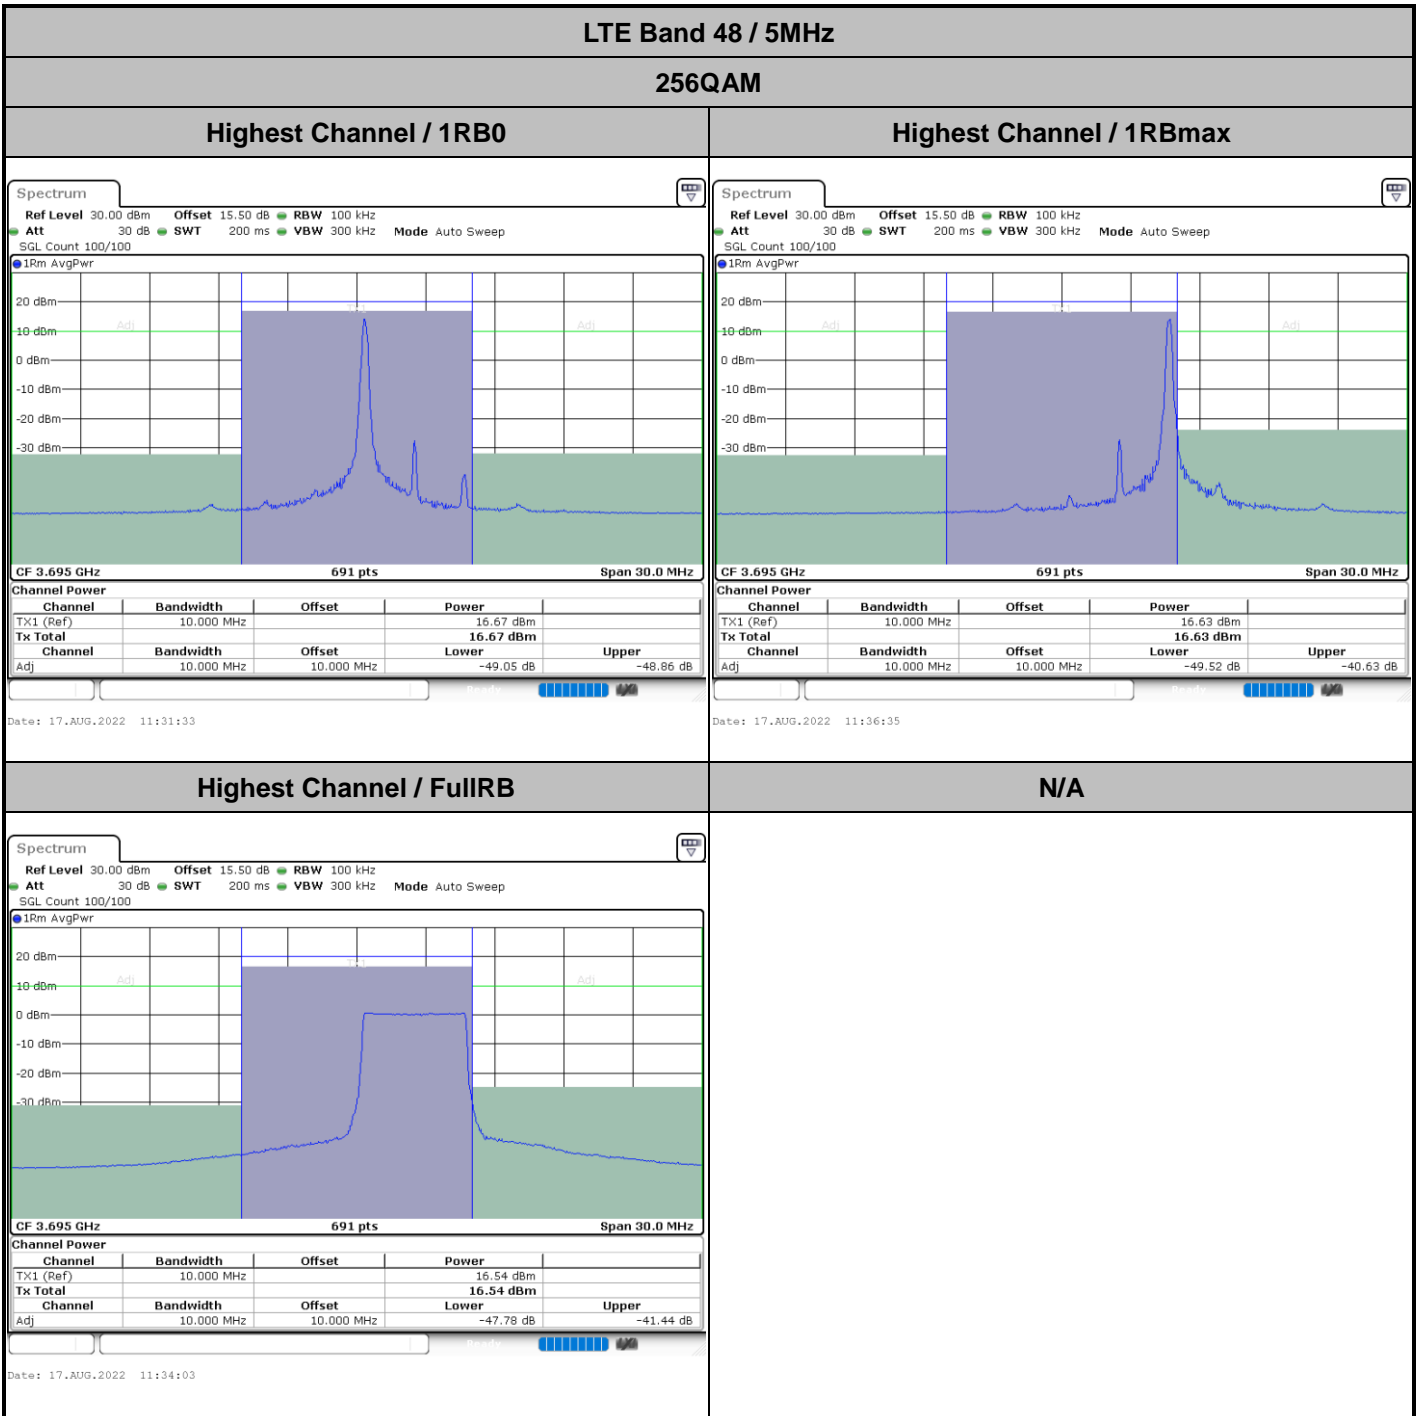 LTE Band 48 / 5MHz
256QAM
Highest Channel / 1RB0
Highest Channel / 1RBmax
Spectrum
Ref Level 30.00 dBm Offset 15.50 dB RBW 100 kHz
Att 30 dB SWT 200 ms VBW 300 kHz Mode Auto Sweep
SGL Count 100/100
1Rm AvgPwr
TX1
20 dBm
Adj
Adj
10 dBm
0 dBm
-10 dBm
-20 dBm
-30 dBm
CF 3.695 GHz 691 pts Span 30.0 MHz
Channel Power
Channel Bandwidth Offset Power
TX1 (Ref) 10.000 MHz 16.67 dBm
Tx Total 16.67 dBm
Channel Bandwidth Offset Lower Upper
Adj 10.000 MHz 10.000 MHz -49.05 dB -48.86 dB
Ready
Date: 17.AUG.2022 11:31:33
Spectrum
Ref Level 30.00 dBm Offset 15.50 dB RBW 100 kHz
Att 30 dB SWT 200 ms VBW 300 kHz Mode Auto Sweep
SGL Count 100/100
1Rm AvgPwr
TX1
20 dBm
Adj
Adj
10 dBm
0 dBm
-10 dBm
-20 dBm
-30 dBm
CF 3.695 GHz 691 pts Span 30.0 MHz
Channel Power
Channel Bandwidth Offset Power
TX1 (Ref) 10.000 MHz 16.63 dBm
Tx Total 16.63 dBm
Channel Bandwidth Offset Lower Upper
Adj 10.000 MHz 10.000 MHz -49.52 dB -40.63 dB
Ready
Date: 17.AUG.2022 11:36:35
Highest Channel / FullRB
N/A
Spectrum
Ref Level 30.00 dBm Offset 15.50 dB RBW 100 kHz
Att 30 dB SWT 200 ms VBW 300 kHz Mode Auto Sweep
SGL Count 100/100
1Rm AvgPwr
TX1
20 dBm
Adj
Adj
10 dBm
0 dBm
-10 dBm
-20 dBm
-30 dBm
CF 3.695 GHz 691 pts Span 30.0 MHz
Channel Power
Channel Bandwidth Offset Power
TX1 (Ref) 10.000 MHz 16.54 dBm
Tx Total 16.54 dBm
Channel Bandwidth Offset Lower Upper
Adj 10.000 MHz 10.000 MHz -47.78 dB -41.44 dB
Ready
Date: 17.AUG.2022 11:34:03